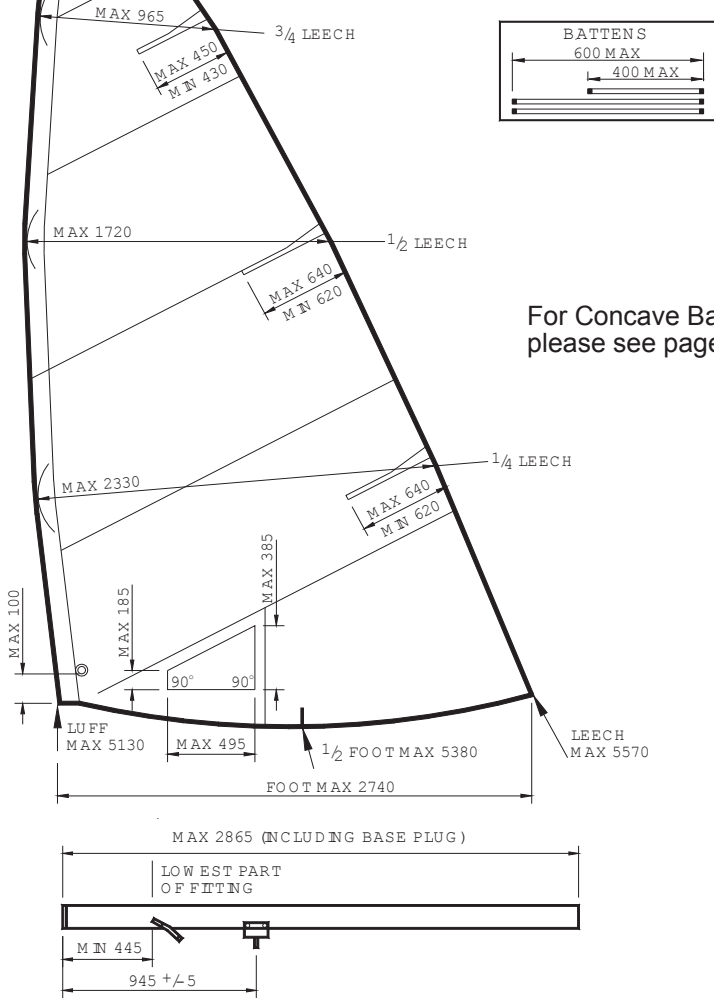 MAX 965
3/4 LEECH
MAX 450
MIN 430
BATTENS
600 MAX
400 MAX
MAX 1720
1/2 LEECH
MAX 640
MIN 620
For Concave
please see
MAX 2330
1/4 LEECH
MAX 640
MIN 620
MAX 100
MAX 185
MAX 385
90°
90°
LUFF
MAX 5130
MAX 495
1/2 FOOT MAX 5380
LEECH
MAX 5570
FOOT MAX 2740
MAX 2865 (INCLUDING BASE PLUG)
LOWEST PART
OF FITTING
MIN 445
945 +/-5